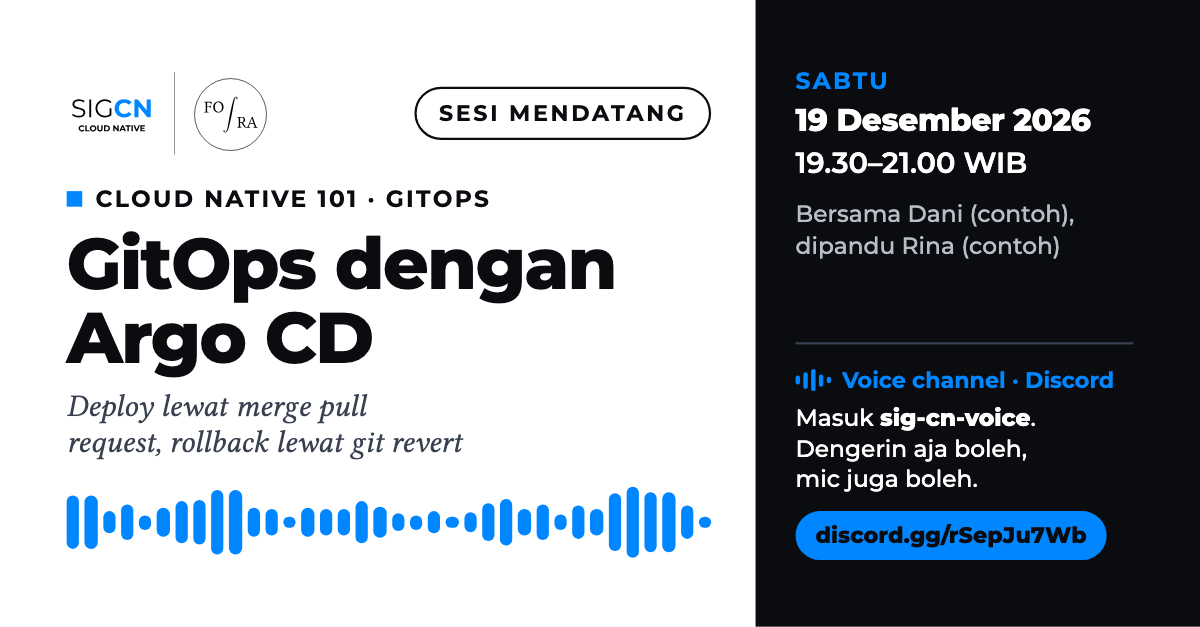 SIGCN
CLOUD NATIVE
FO RA
SESI MENDATANG
CLOUD NATIVE 101 · GITOPS
GitOps dengan
Argo CD
Deploy lewat merge pull
request, rollback lewat git revert
SABTU
19 Desember 2026
19.30–21.00 WIB
Bersama Dani (contoh),
dipandu Rina (contoh)
Voice channel · Discord
Masuk sig-cn-voice.
Dengerin aja boleh,
mic juga boleh.
discord.gg/rSepJu7Wb